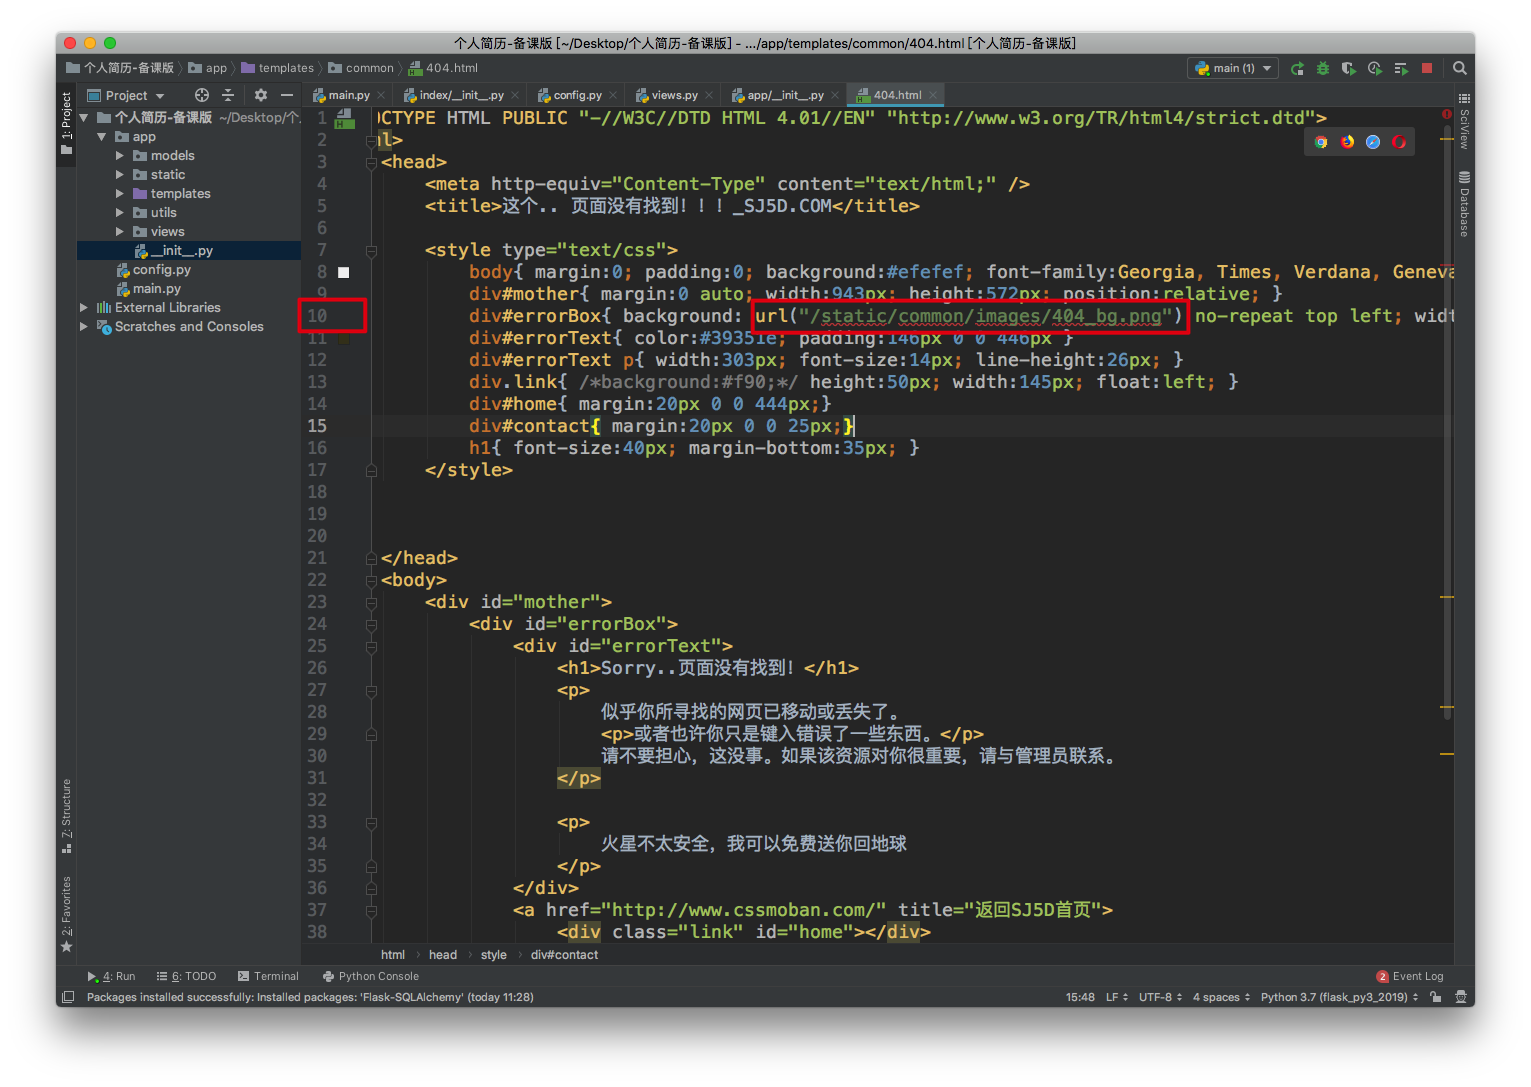 个人简历-备课版 [~/Desktop/个人简历-备课版] - .../app/templates/common/404.html [个人简历-备课版]
个人简历-备课版 app templates common 404.html main (1)
1: Project
Project
main.py index/__init__.py config.py views.py app/__init__.py 404.html
个人简历-备课版 ~/Desktop/个.
app
models
static
templates
utils
views
__init__.py
config.py
main.py
External Libraries
Scratches and Consoles
1 OCTYPE HTML PUBLIC "-//W3C//DTD HTML 4.01//EN" "http://www.w3.org/TR/html4/strict.dtd">
2 ml>
3 <head>
4 <meta http-equiv="Content-Type" content="text/html;" />
5 <title>这个.. 页面没有找到！！！_SJ5D.COM</title>
6
7 <style type="text/css">
8 body{ margin:0; padding:0; background:#efefef; font-family:Georgia, Times, Verdana, Geneva
9 div#mother{ margin:0 auto; width:943px; height:572px; position:relative; }
10 div#errorBox{ background: url("/static/common/images/404_bg.png") no-repeat top left; widt
11 div#errorText{ color:#39351e; padding:146px 0 0 446px }
12 div#errorText p{ width:303px; font-size:14px; line-height:26px; }
13 div.link{ /*background:#f90;*/ height:50px; width:145px; float:left; }
14 div#home{ margin:20px 0 0 444px;}
15 div#contact{ margin:20px 0 0 25px;}
16 h1{ font-size:40px; margin-bottom:35px; }
17 </style>
18
19
20
21 </head>
22 <body>
23 <div id="mother">
24 <div id="errorBox">
25 <div id="errorText">
26 <h1>Sorry..页面没有找到！</h1>
27 <p>
28 似乎你所寻找的网页已移动或丢失了。
29 <p>或者也许你只是键入错误了一些东西。</p>
30 请不要担心，这没事。如果该资源对你很重要，请与管理员联系。
31 </p>
32
33 <p>
34 火星不太安全，我可以免费送你回地球
35 </p>
36 </div>
37 <a href="http://www.cssmoban.com/" title="返回SJ5D首页">
38 <div class="link" id="home"></div>
SciView
Database
7: Structure
2: Favorites
html head style div#contact
4: Run 6: TODO Terminal Python Console 2 Event Log
Packages installed successfully: Installed packages: 'Flask-SQLAlchemy' (today 11:28) 15:48 LF UTF-8 4 spaces Python 3.7 (flask_py3_2019)